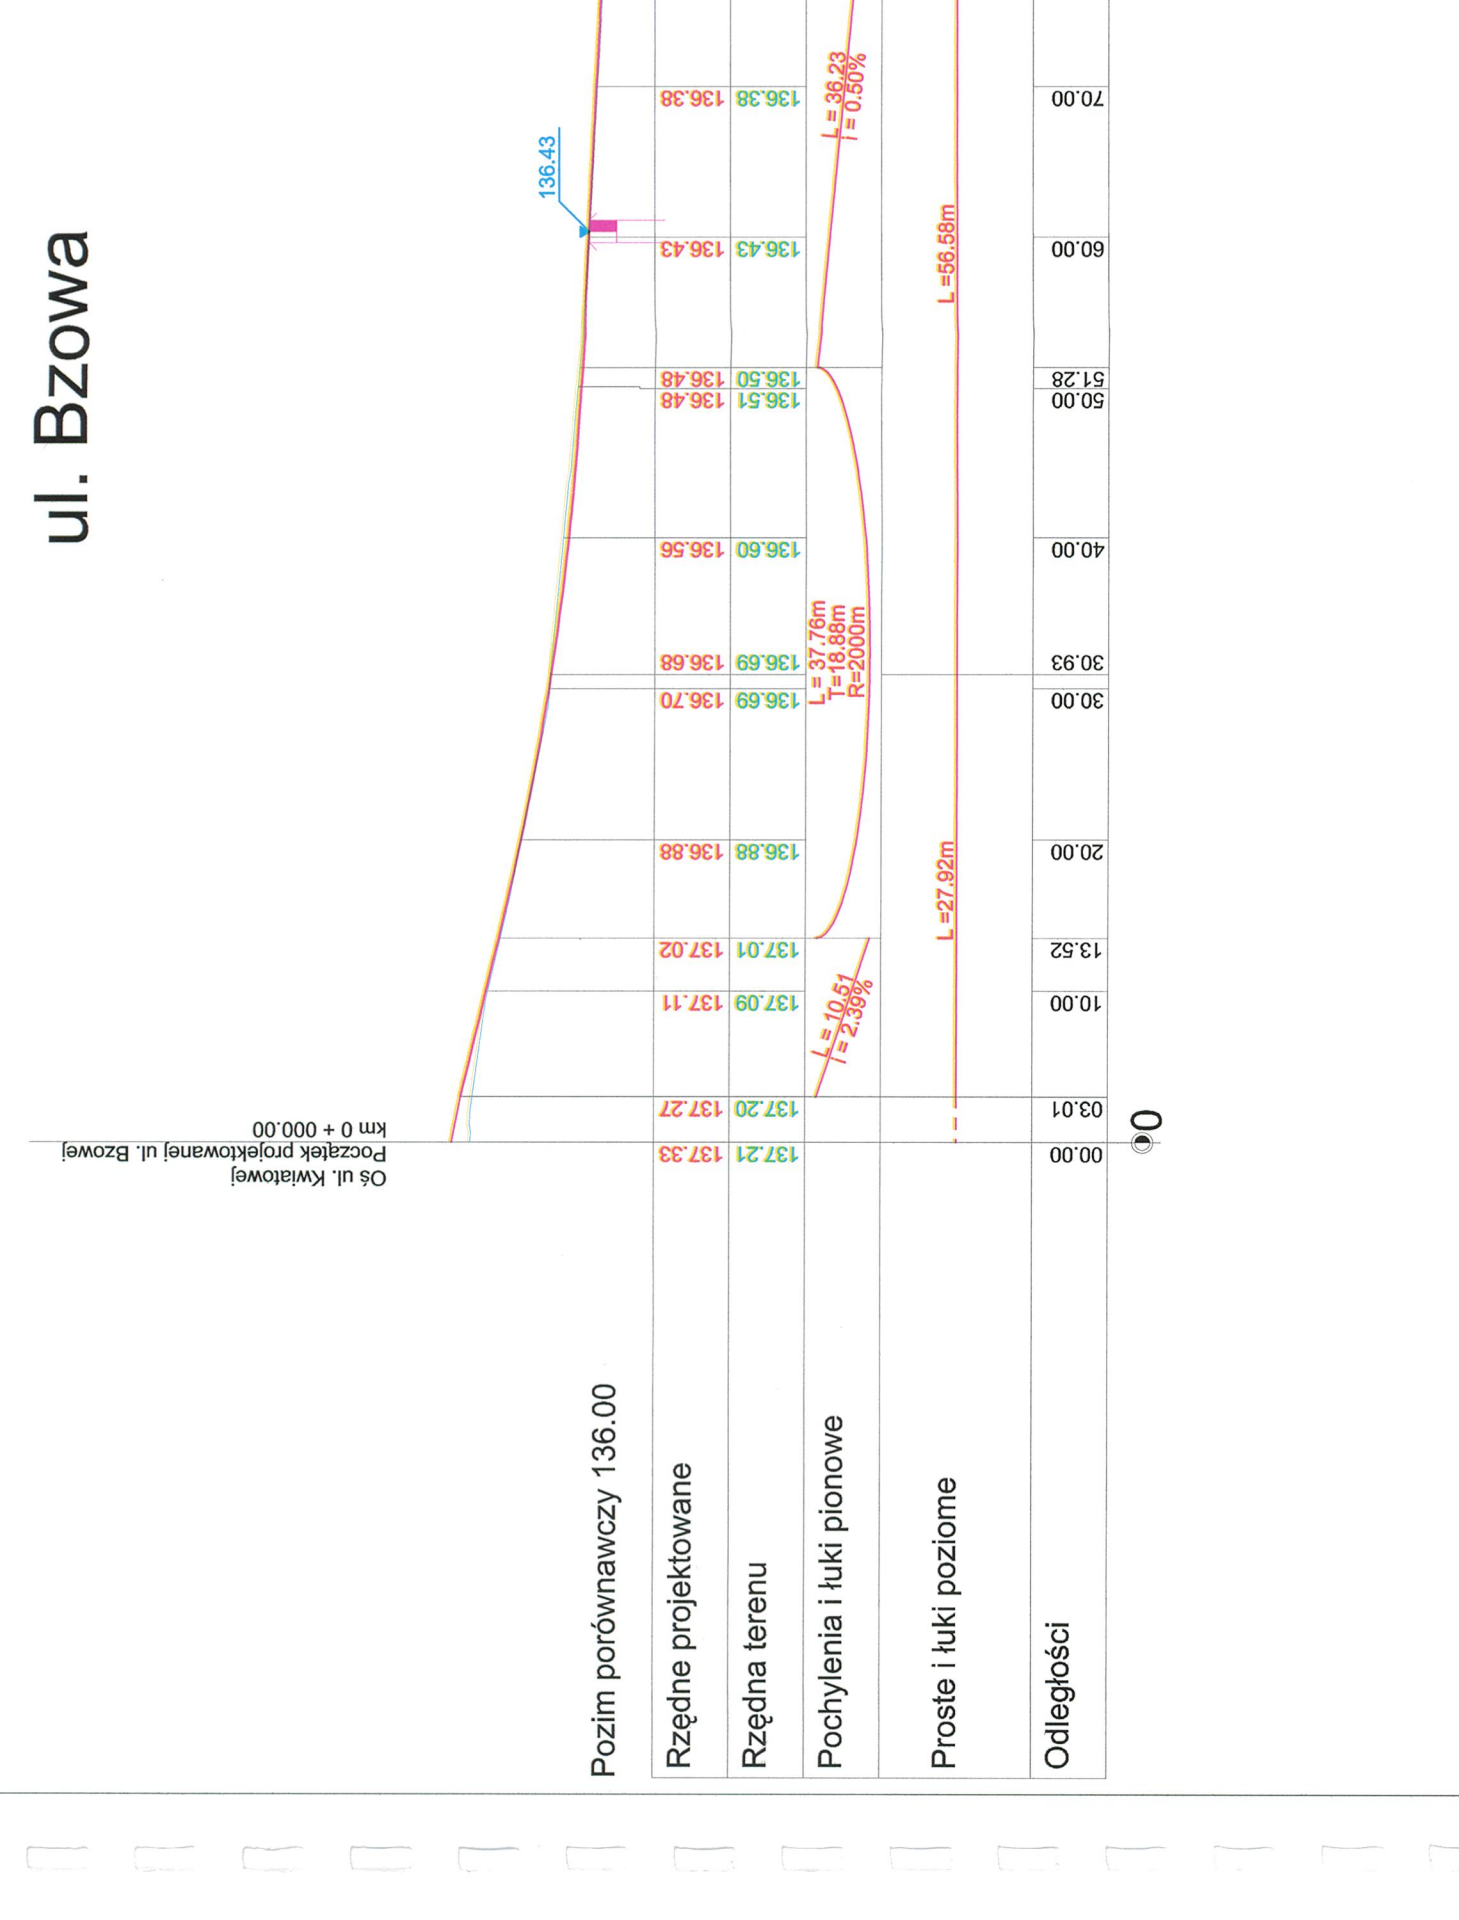 ul. Bzowa
136.43
Oś ul. Kwiatowej
Początek projektowanej ul. Bzowej
km 0 + 000.00
Pozim porównawczy 136.00
Rzędne projektowane
137.33
137.27
137.11
137.02
136.88
136.70
136.68
136.56
136.48
136.48
136.43
136.38
Rzędna terenu
137.21
137.20
137.09
137.01
136.88
136.69
136.69
136.60
136.51
136.50
136.43
136.38
Pochylenia i łuki pionowe
L = 10.51
i = 2.39%
L = 37.76m
T=18.88m
R=2000m
L = 36.23
i = 0.50%
Proste i łuki poziome
L =27.92m
L =56.58m
Odległości
00.00
03.01
10.00
13.52
20.00
30.00
30.93
40.00
50.00
51.28
60.00
70.00
0